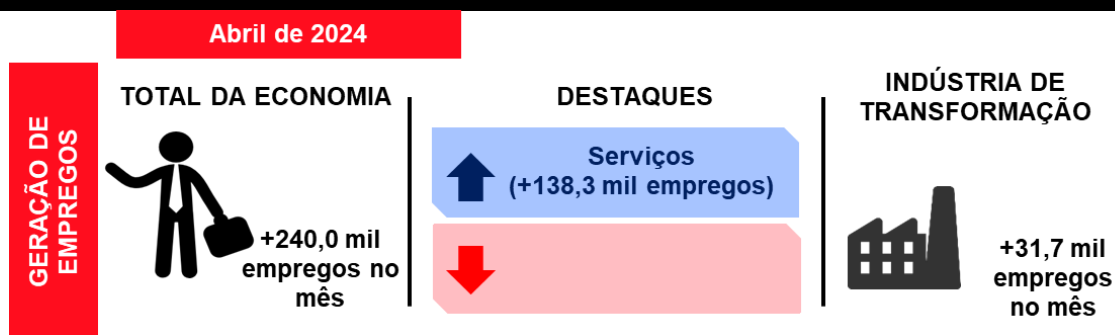 Abril de 2024
GERAÇÃO DE
EMPREGOS
TOTAL DA ECONOMIA
+240,0 mil
empregos no
mês
DESTAQUES
Serviços
(+138,3 mil empregos)
INDÚSTRIA DE
TRANSFORMAÇÃO
+31,7 mil
empregos
no mês